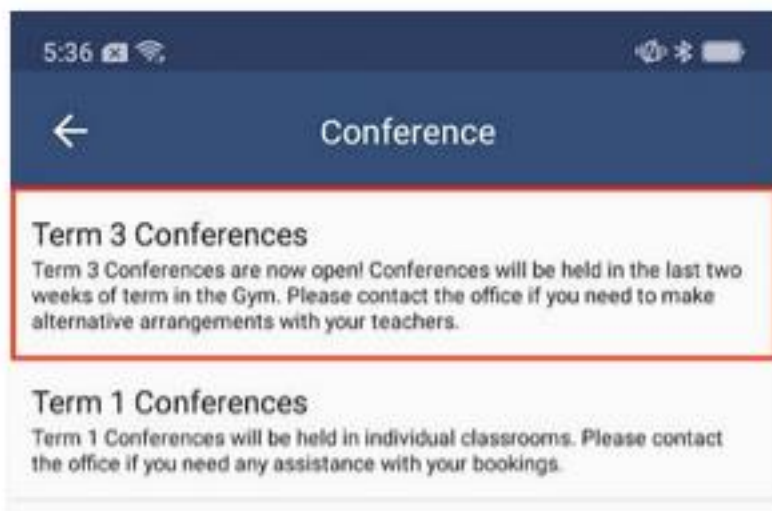 5:36
Conference
Term 3 Conferences
Term 3 Conferences are now open! Conferences will be held in the last two
weeks of term in the Gym. Please contact the office if you need to make
alternative arrangements with your teachers.
Term 1 Conferences
Term 1 Conferences will be held in individual classrooms. Please contact
the office if you need any assistance with your bookings.